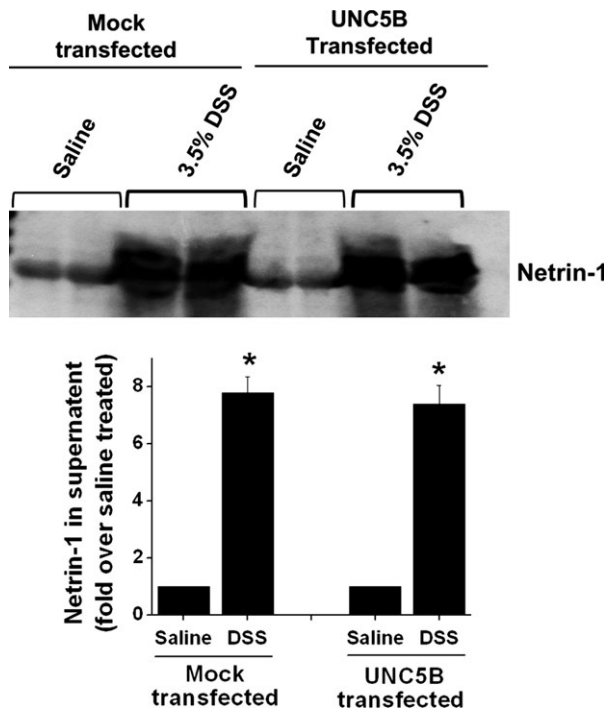 Mock
transfected
UNC5B
Transfected
Saline
3.5% DSS
Saline
3.5% DSS
Netrin-1
Netrin-1 in supernatent
(fold over saline treated)
8
6
4
2
0
*
*
Saline DSS Saline DSS
Mock
transfected
UNC5B
transfected